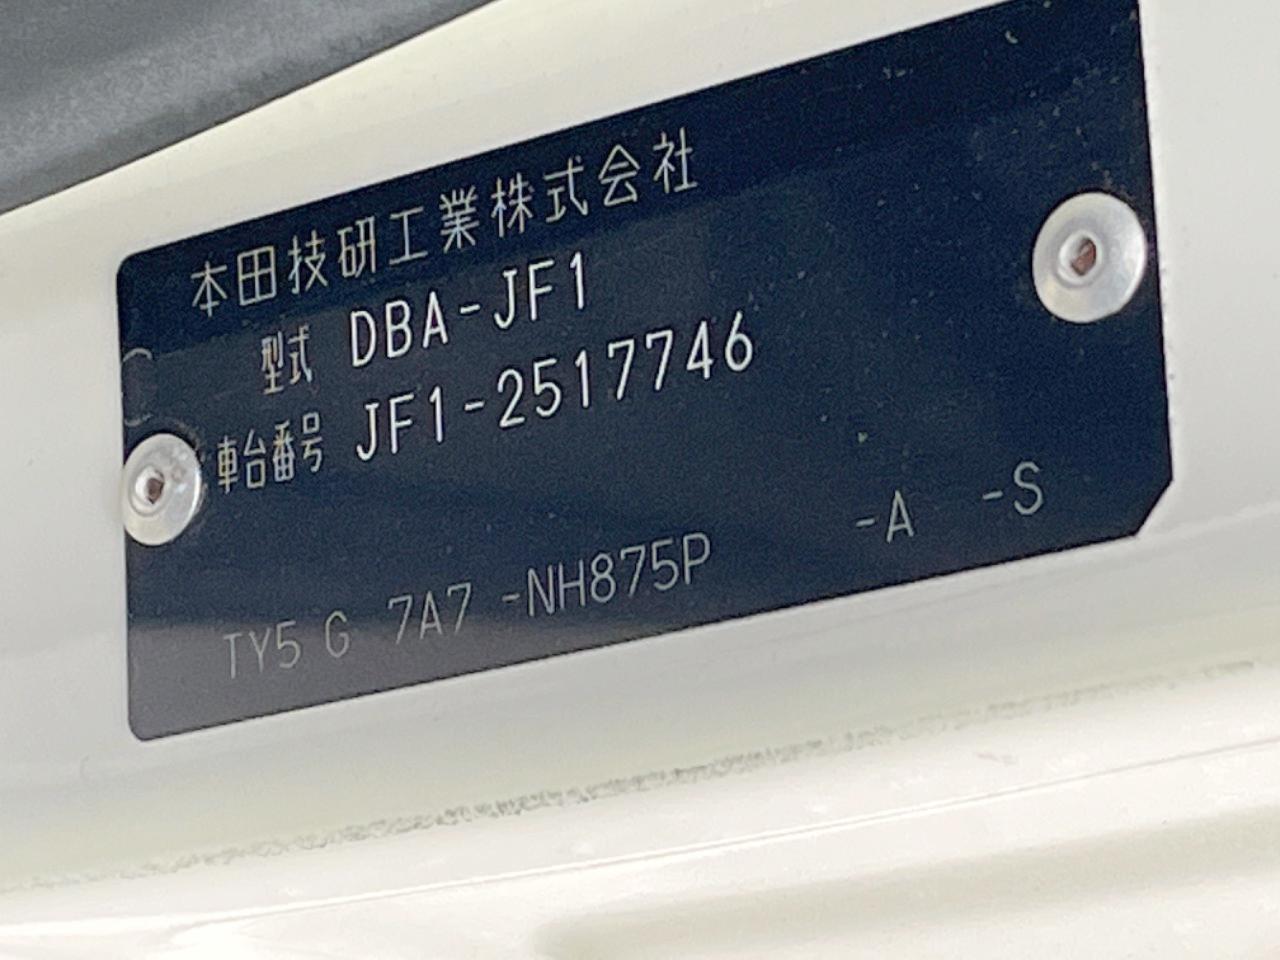 本田技研工業株式会社
型式 DBA-JF1
車台番号 JF1-2517746
TY5 G 7A7 -NH875P -A -S